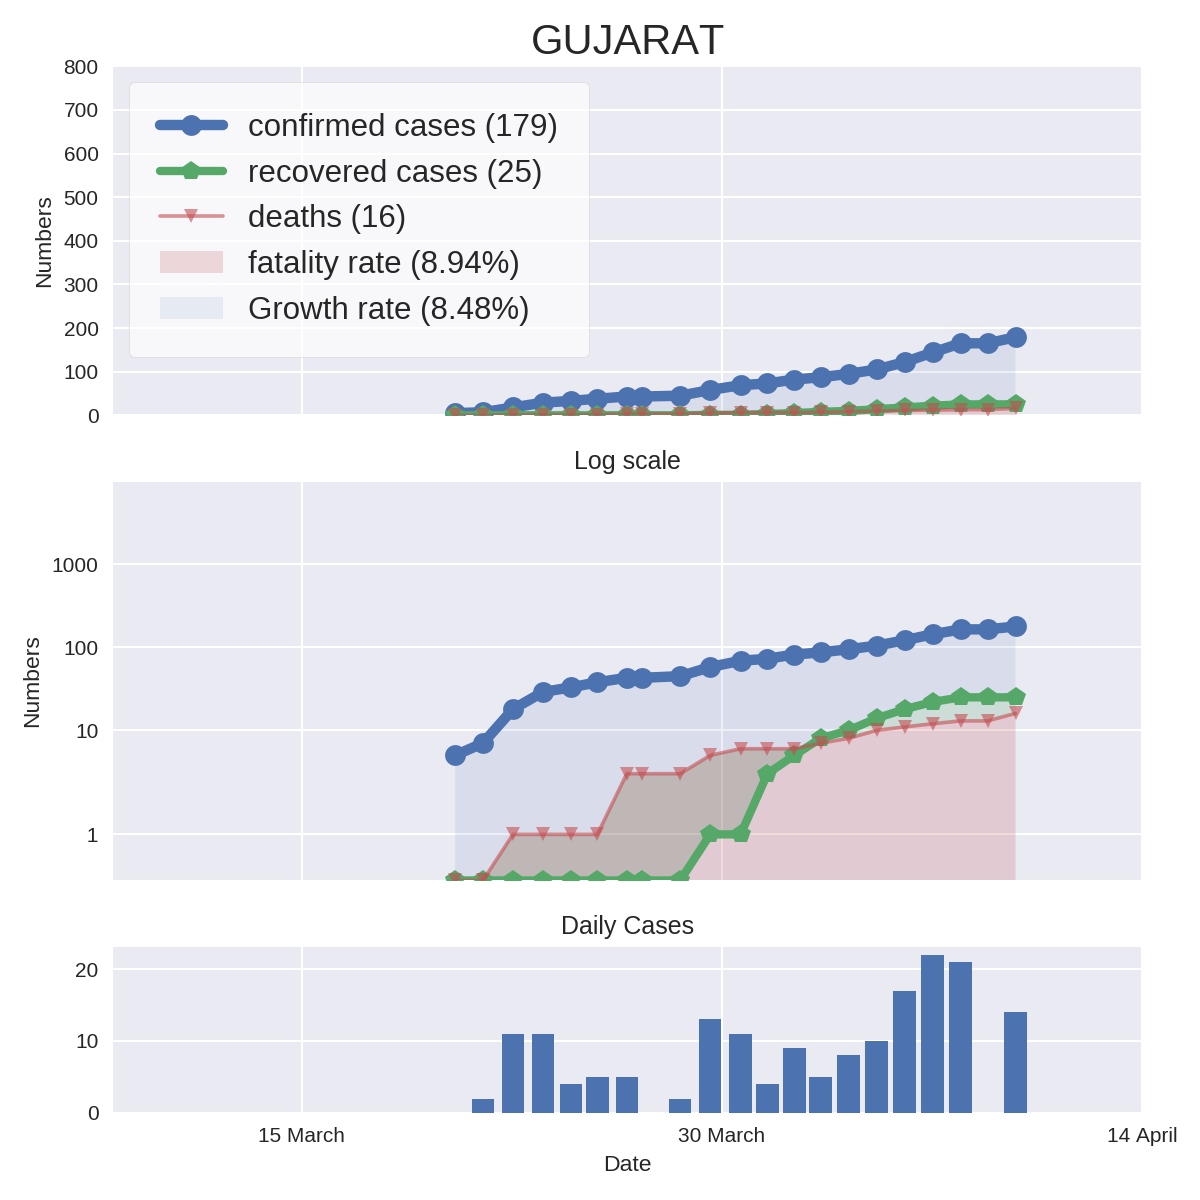 GUJARAT
800
700
600
500
400
300
200
100
0
Numbers
confirmed cases (179)
recovered cases (25)
deaths (16)
fatality rate (8.94%)
Growth rate (8.48%)
Log scale
1000
100
10
1
Numbers
Daily Cases
20
10
0
15 March
30 March
14 April
Date